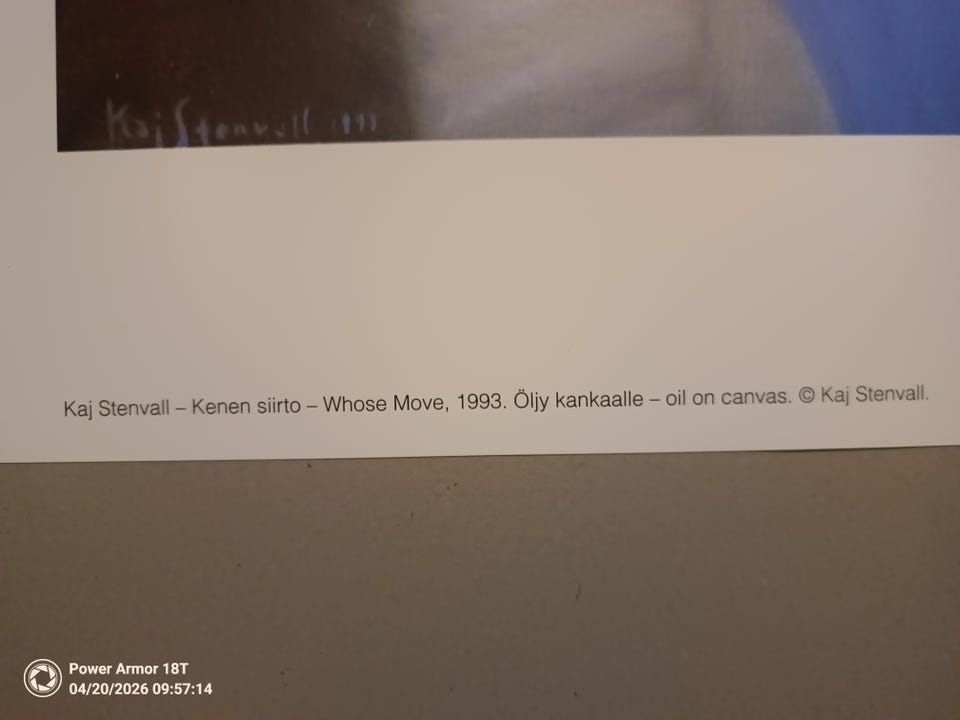 Kaj Stenvall 1993
Kaj Stenvall – Kenen siirto – Whose Move, 1993. Öljy kankaalle – oil on canvas. © Kaj Stenvall.
Power Armor 18T
04/20/2026 09:57:14